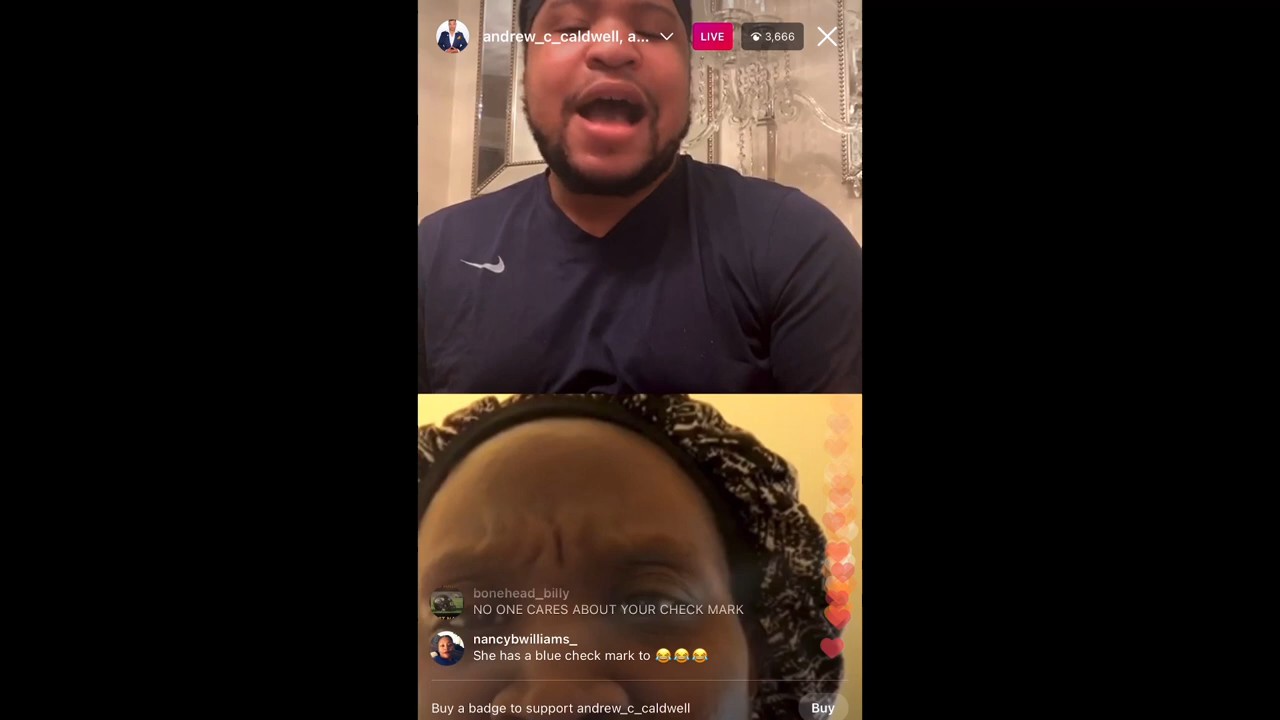 andrew_c_caldwell, a...
LIVE
3,666
bonehead_billy
NO ONE CARES ABOUT YOUR CHECK MARK
nancybwilliams_
She has a blue check mark to 😂😂😂
Buy a badge to support andrew_c_caldwell
Buy